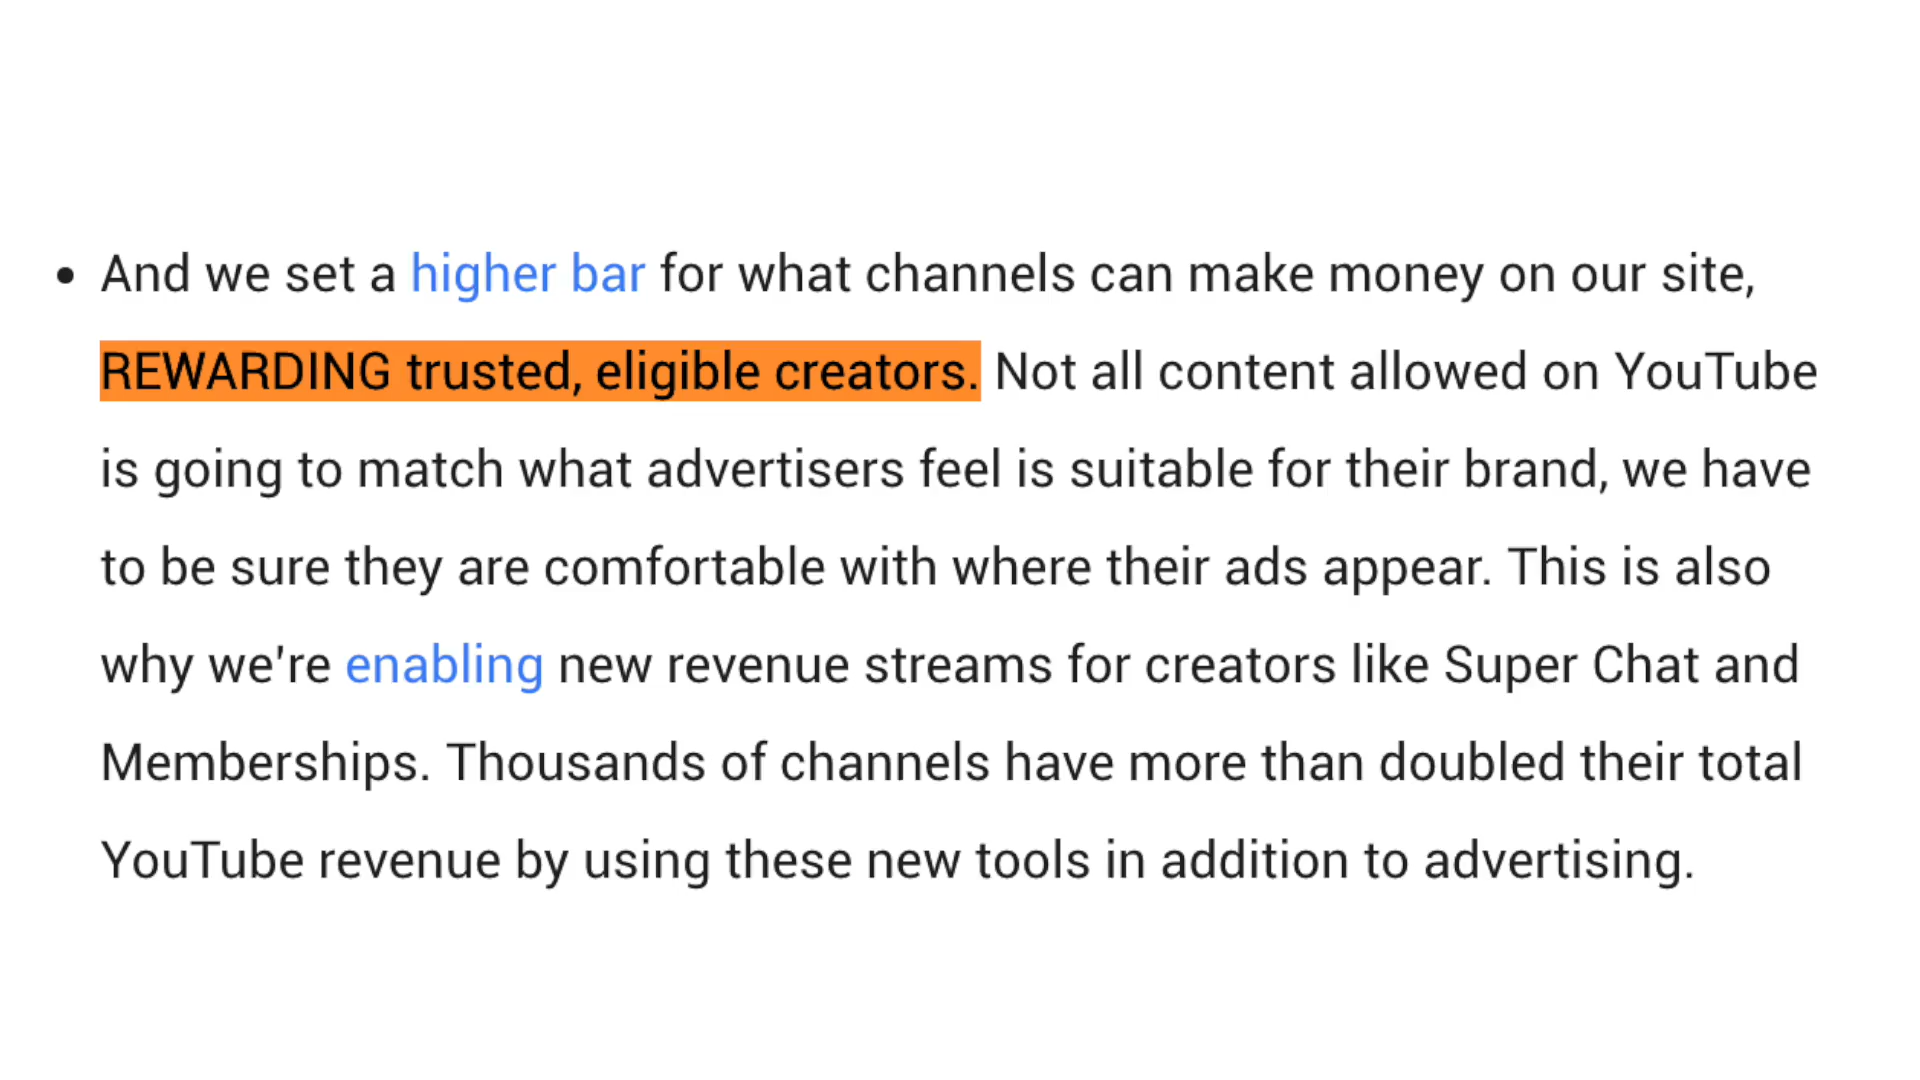 • And we set a higher bar for what channels can make money on our site,
REWARDING trusted, eligible creators. Not all content allowed on YouTube
is going to match what advertisers feel is suitable for their brand, we have
to be sure they are comfortable with where their ads appear. This is also
why we're enabling new revenue streams for creators like Super Chat and
Memberships. Thousands of channels have more than doubled their total
YouTube revenue by using these new tools in addition to advertising.